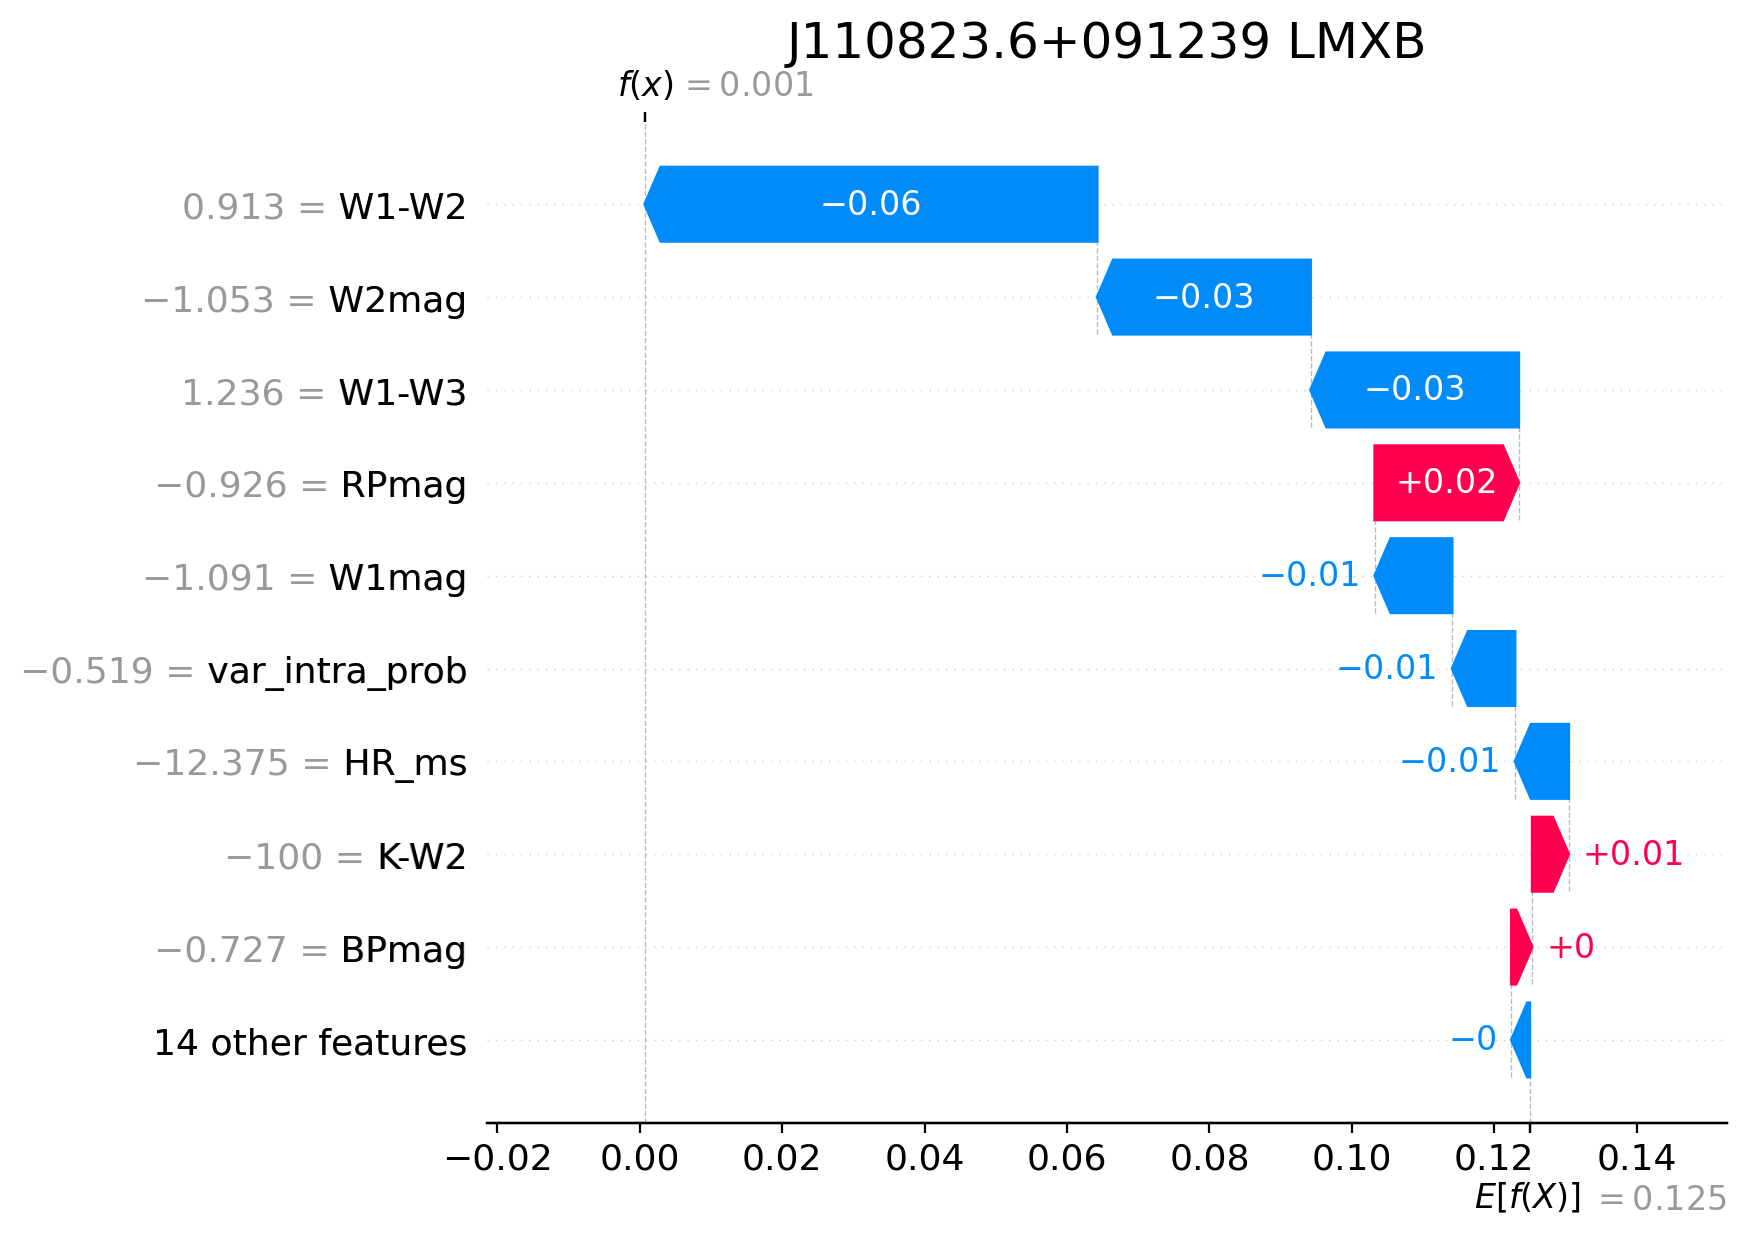 J110823.6+091239 LMXB
f(x) = 0.001
0.913 = W1-W2
−0.06
−1.053 = W2mag
−0.03
1.236 = W1-W3
−0.03
−0.926 = RPmag
+0.02
−1.091 = W1mag
−0.01
−0.519 = var_intra_prob
−0.01
−12.375 = HR_ms
−0.01
−100 = K-W2
+0.01
−0.727 = BPmag
+0
14 other features
−0
−0.02 0.00 0.02 0.04 0.06 0.08 0.10 0.12 0.14
E[f(X)] = 0.125